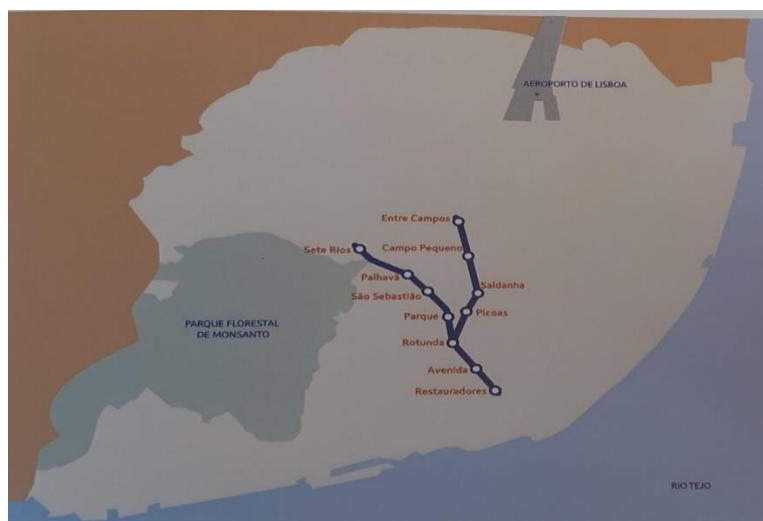 AEROPORTO DE LISBOA
Entre Campos
Sete Rios
Campo Pequeno
Palhavã
São Sebastião
Saldanha
Parque
Picoas
PARQUE FLORESTAL
DE MONSANTO
Rotunda
Avenida
Restauradores
RIO TEJO